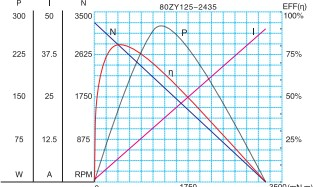 P I N 80ZY125-2435 EFF(η)
300 50 3500 100%
N P I
225 37.5 2625 75%
η
150 25 1750 50%
75 12.5 875 25%
W A RPM
0 1750 3500(mN.m)